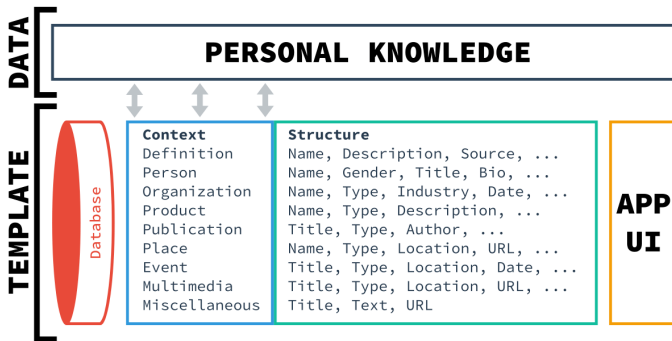 DATA
PERSONAL KNOWLEDGE
TEMPLATE
Database
Context Structure
Definition Name, Description, Source, ...
Person Name, Gender, Title, Bio, ...
Organization Name, Type, Industry, Date, ...
Product Name, Type, Description, ...
Publication Title, Type, Author, ...
Place Name, Type, Location, URL, ...
Event Title, Type, Location, Date, ...
Multimedia Title, Type, Location, URL, ...
Miscellaneous Title, Text, URL
APP
UI